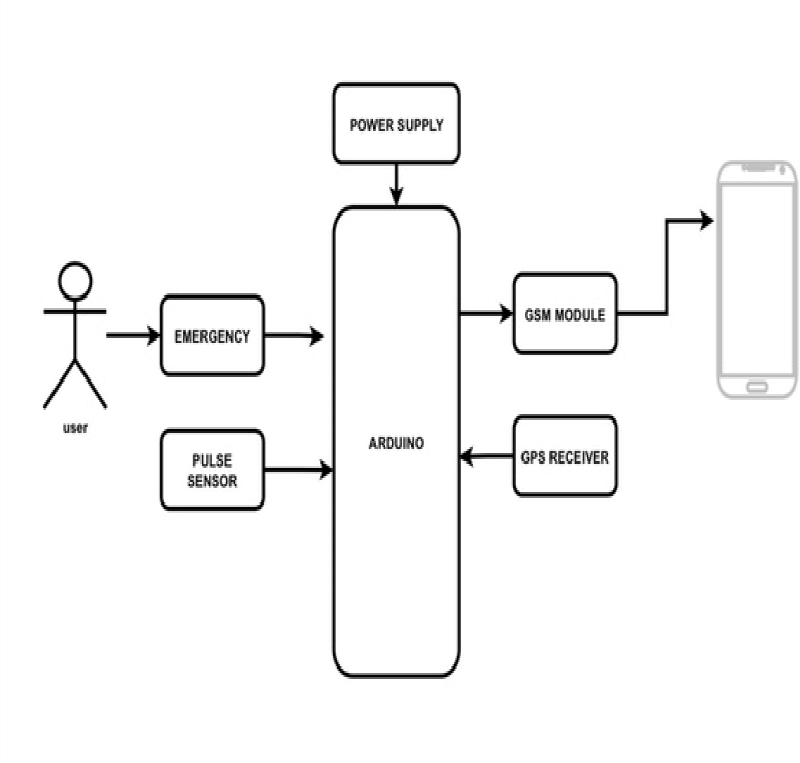 POWER SUPPLY
EMERGENCY
GSM MODULE
user
PULSE
SENSOR
ARDUINO
GPS RECEIVER